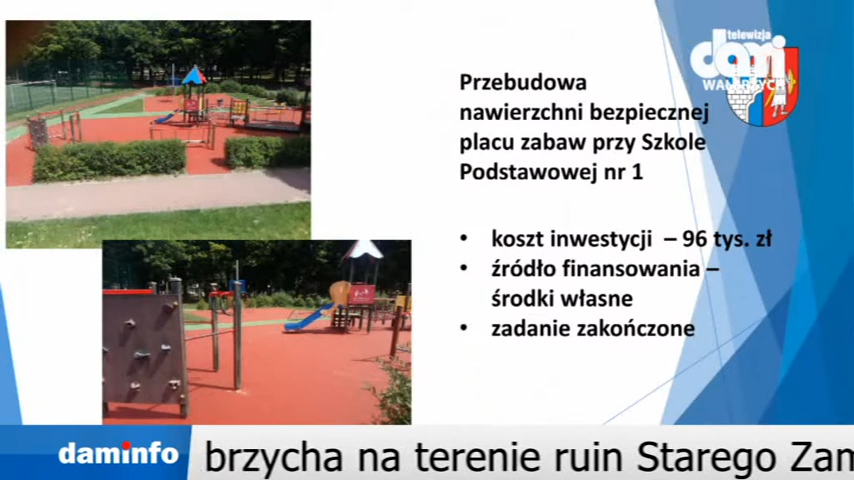 telewizja
dami
WAŁBRZYCH
Przebudowa
nawierzchni bezpiecznej
placu zabaw przy Szkole
Podstawowej nr 1
• koszt inwestycji – 96 tys. zł
• źródło finansowania –
środki własne
• zadanie zakończone
daminfo brzycha na terenie ruin Starego Zam